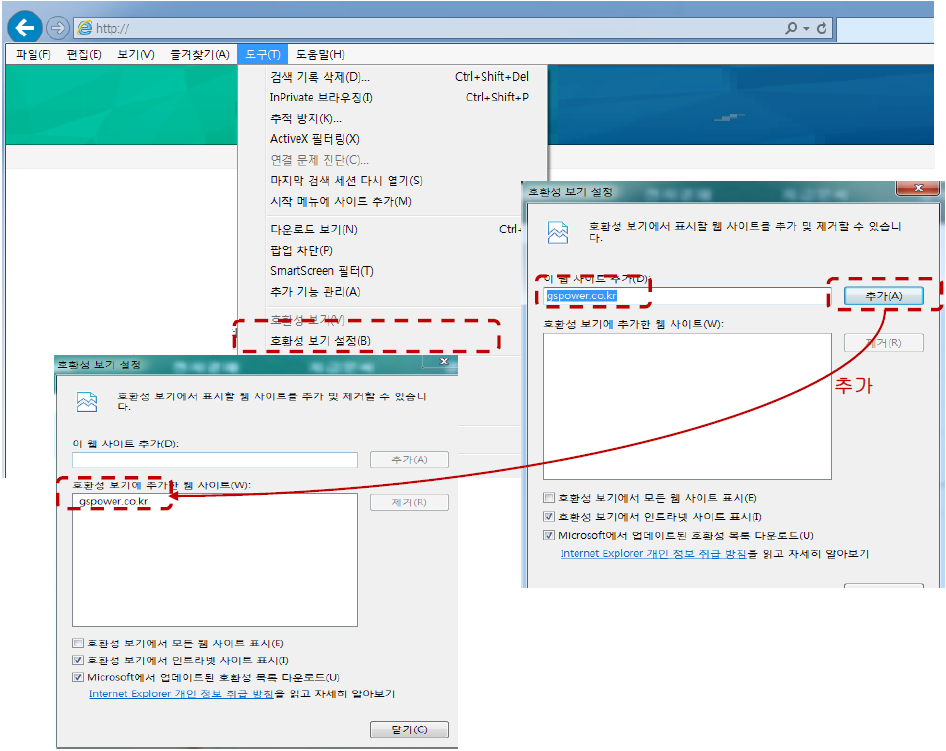 http://
파일(F) 편집(E) 보기(V) 즐겨찾기(A) 도구(T) 도움말(H)
검색 기록 삭제(D)... Ctrl+Shift+Del
InPrivate 브라우징(I) Ctrl+Shift+P
추적 방지(K)...
ActiveX 필터링(X)
연결 문제 진단(C)...
마지막 검색 세션 다시 열기(S)
시작 메뉴에 사이트 추가(M)
다운로드 보기(N) Ctrl+
팝업 차단(P)
SmartScreen 필터(T)
추가 기능 관리(A)
호환성 보기(V)
호환성 보기 설정(B)
호환성 보기 설정
호환성 보기에서 표시할 웹 사이트를 추가 및 제거할 수 있습니
다.
이 웹 사이트 추가(D):
gspower.co.kr 추가(A)
호환성 보기에 추가한 웹 사이트(W):
제거(R)
추가
호환성 보기에서 모든 웹 사이트 표시(E)
호환성 보기에서 인트라넷 사이트 표시(I)
Microsoft에서 업데이트된 호환성 목록 다운로드(U)
Internet Explorer 개인 정보 취급 방침을 읽고 자세히 알아보기
호환성 보기 설정
호환성 보기에서 표시할 웹 사이트를 추가 및 제거할 수 있습니
다.
이 웹 사이트 추가(D):
추가(A)
호환성 보기에 추가한 웹 사이트(W):
gspower.co.kr 제거(R)
호환성 보기에서 모든 웹 사이트 표시(E)
호환성 보기에서 인트라넷 사이트 표시(I)
Microsoft에서 업데이트된 호환성 목록 다운로드(U)
Internet Explorer 개인 정보 취급 방침을 읽고 자세히 알아보기
닫기(C)